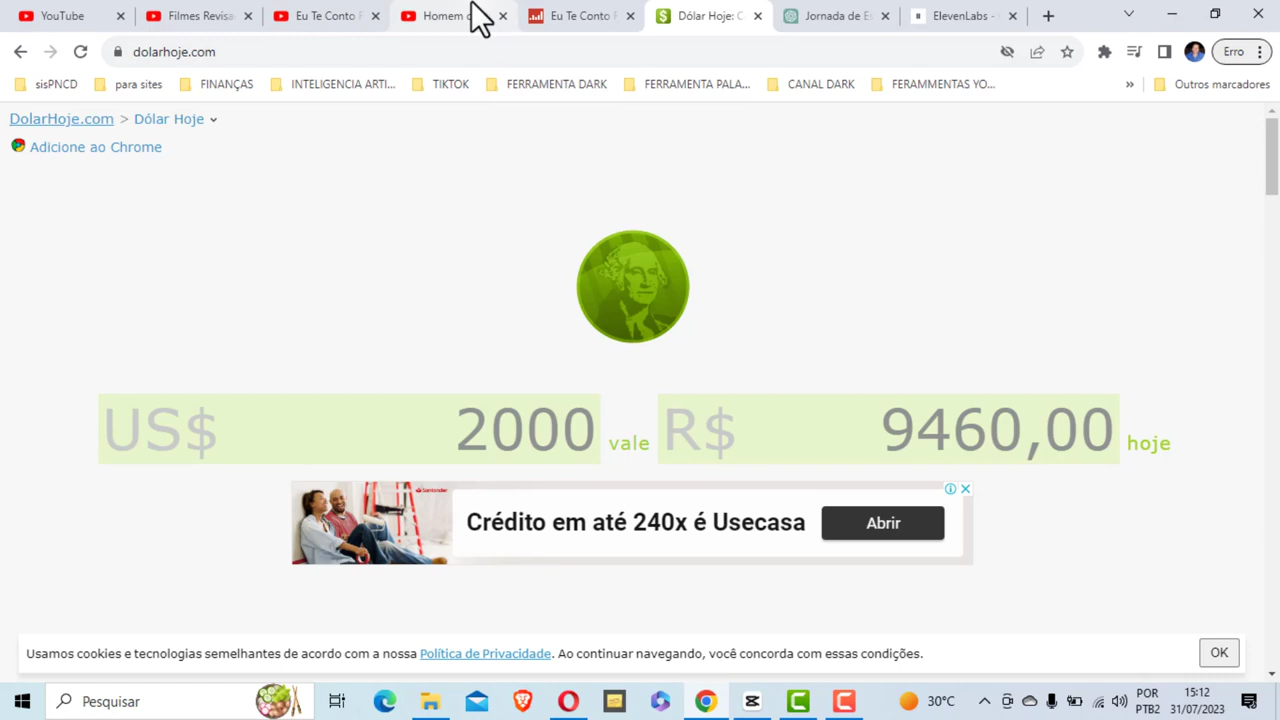 YouTube
Filmes Revisa
Eu Te Conto F
Homem
Eu Te Conto F
Dólar Hoje: C
Jornada de Es
ElevenLabs -
dolarhoje.com
Erro
sisPNCD
para sites
FINANÇAS
INTELIGENCIA ARTI...
TIKTOK
FERRAMENTA DARK
FERRAMENTA PALA...
CANAL DARK
FERAMMENTAS YO...
»
Outros marcadores
DolarHoje.com > Dólar Hoje
Adicione ao Chrome
US$ 2000 vale R$ 9460,00 hoje
Santander
Crédito em até 240x é Usecasa
Abrir
Usamos cookies e tecnologias semelhantes de acordo com a nossa Política de Privacidade. Ao continuar navegando, você concorda com essas condições.
OK
Pesquisar
30°C
POR
PTB2
15:12
31/07/2023